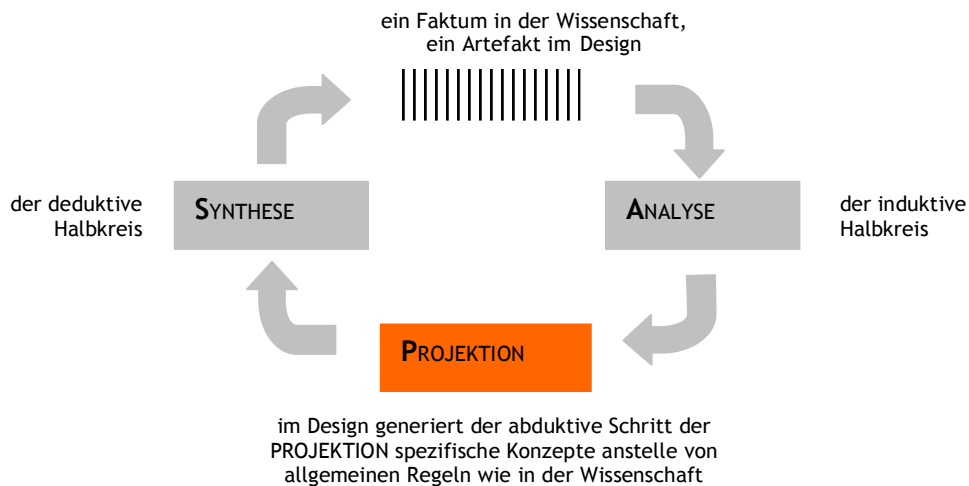 ein Faktum in der Wissenschaft,
ein Artefakt im Design
der deduktive
Halbkreis
SYNTHESE
ANALYSE
der induktive
Halbkreis
PROJEKTION
im Design generiert der abduktive Schritt der
PROJEKTION spezifische Konzepte anstelle von
allgemeinen Regeln wie in der Wissenschaft